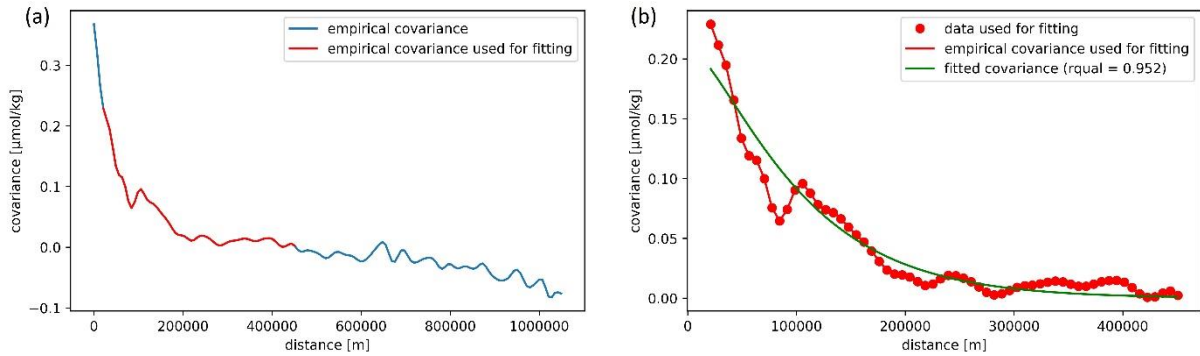 (a)
empirical covariance
empirical covariance used for fitting
covariance [µmol/kg]
0.3
0.2
0.1
0.0
−0.1
0 200000 400000 600000 800000 1000000
distance [m]
(b)
data used for fitting
empirical covariance used for fitting
fitted covariance (rqual = 0.952)
covariance [µmol/kg]
0.20
0.15
0.10
0.05
0.00
0 100000 200000 300000 400000
distance [m]